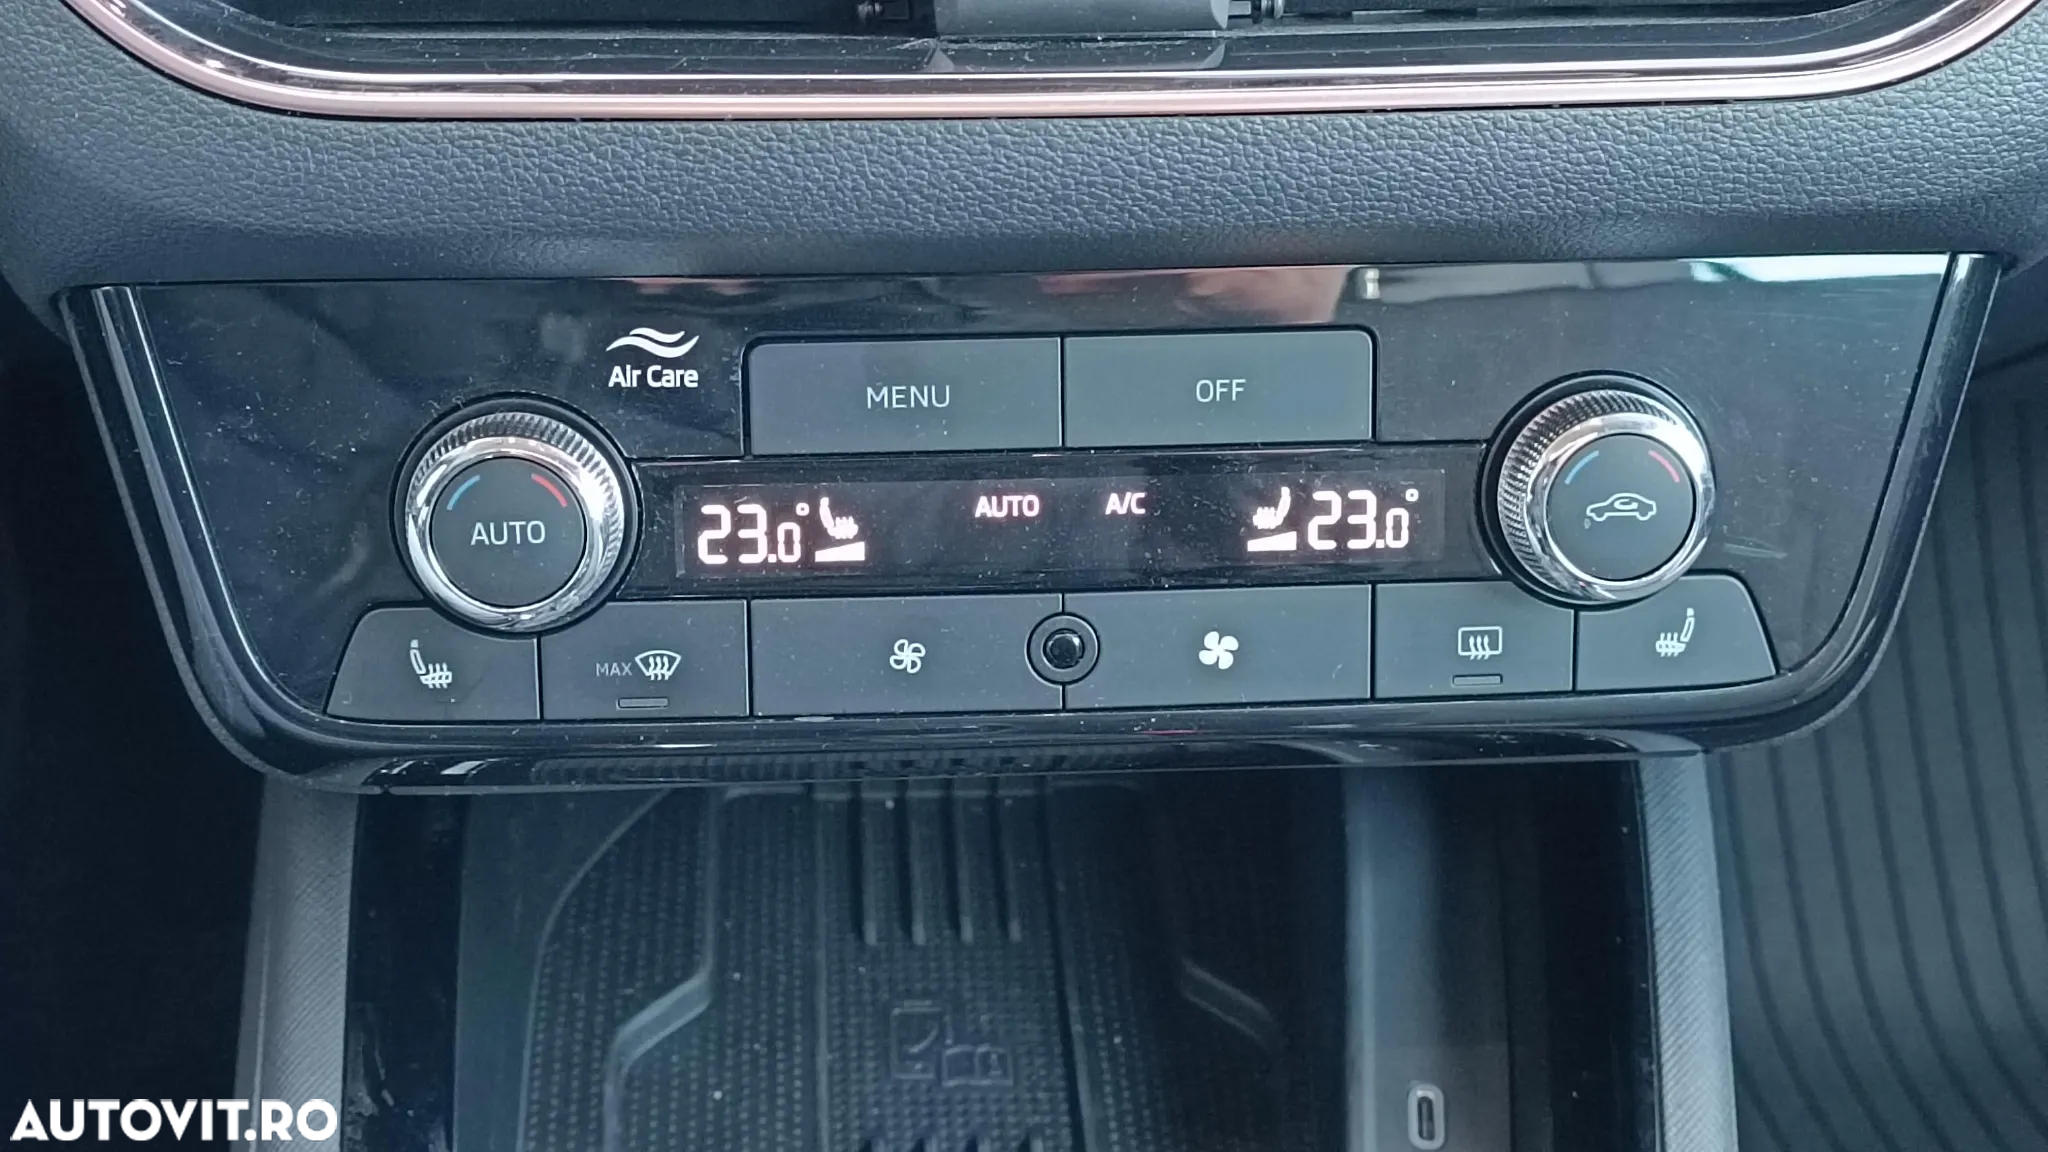 Air Care
MENU
OFF
AUTO
23.0°
AUTO
A/C
23.0°
MAX
AUTOVIT.RO